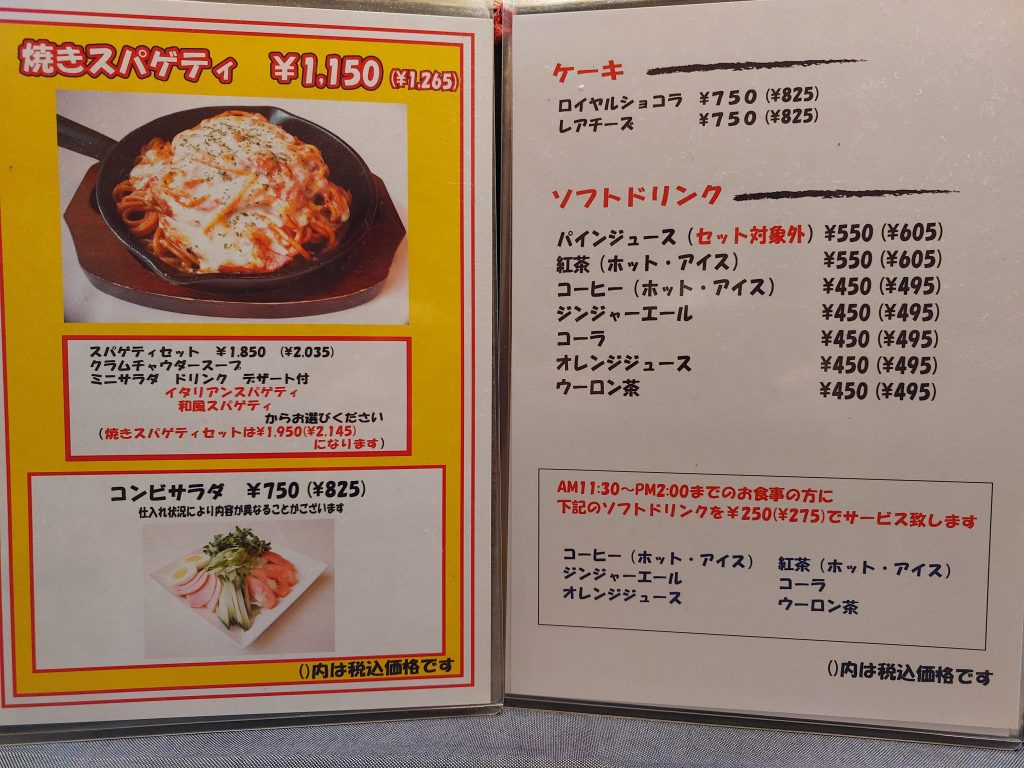 焼きスパゲティ ¥1.150(¥1.265)
スパゲティセット ¥1.850 (¥2.035)
クラムチャウダースープ
ミニサラダ ドリンク デザート付
イタリアンスパゲティ
和風スパゲティ
からお選びください
(焼きスパゲティセットは¥1.950(¥2.145)
になります)
コンビサラダ ¥750(¥825)
仕入れ状況により内容が異なることがございます
()内は税込価格です
ケーキ
ロイヤルショコラ ¥750(¥825)
レアチーズ ¥750(¥825)
ソフトドリンク
パインジュース(セット対象外) ¥550(¥605)
紅茶(ホット・アイス) ¥550(¥605)
コーヒー(ホット・アイス) ¥450(¥495)
ジンジャーエール ¥450(¥495)
コーラ ¥450(¥495)
オレンジジュース ¥450(¥495)
ウーロン茶 ¥450(¥495)
AM11:30~PM2:00までのお食事の方に
下記のソフトドリンクを¥250(¥275)でサービス致します
コーヒー(ホット・アイス) 紅茶(ホット・アイス)
ジンジャーエール コーラ
オレンジジュース ウーロン茶
()内は税込価格です